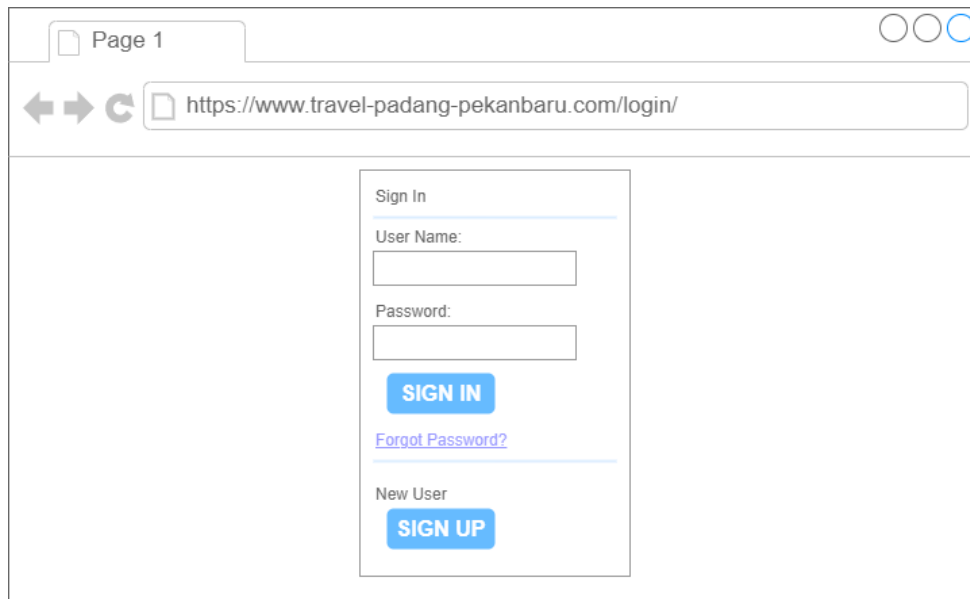 Page 1
https://www.travel-padang-pekanbaru.com/login/
Sign In
User Name:
Password:
SIGN IN
Forgot Password?
New User
SIGN UP